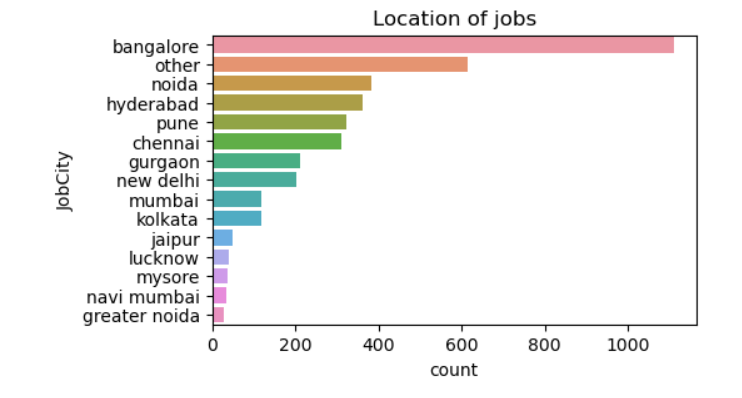 Location of jobs
bangalore
other
noida
hyderabad
pune
chennai
gurgaon
new delhi
mumbai
kolkata
jaipur
lucknow
mysore
navi mumbai
greater noida
JobCity
0 200 400 600 800 1000
count